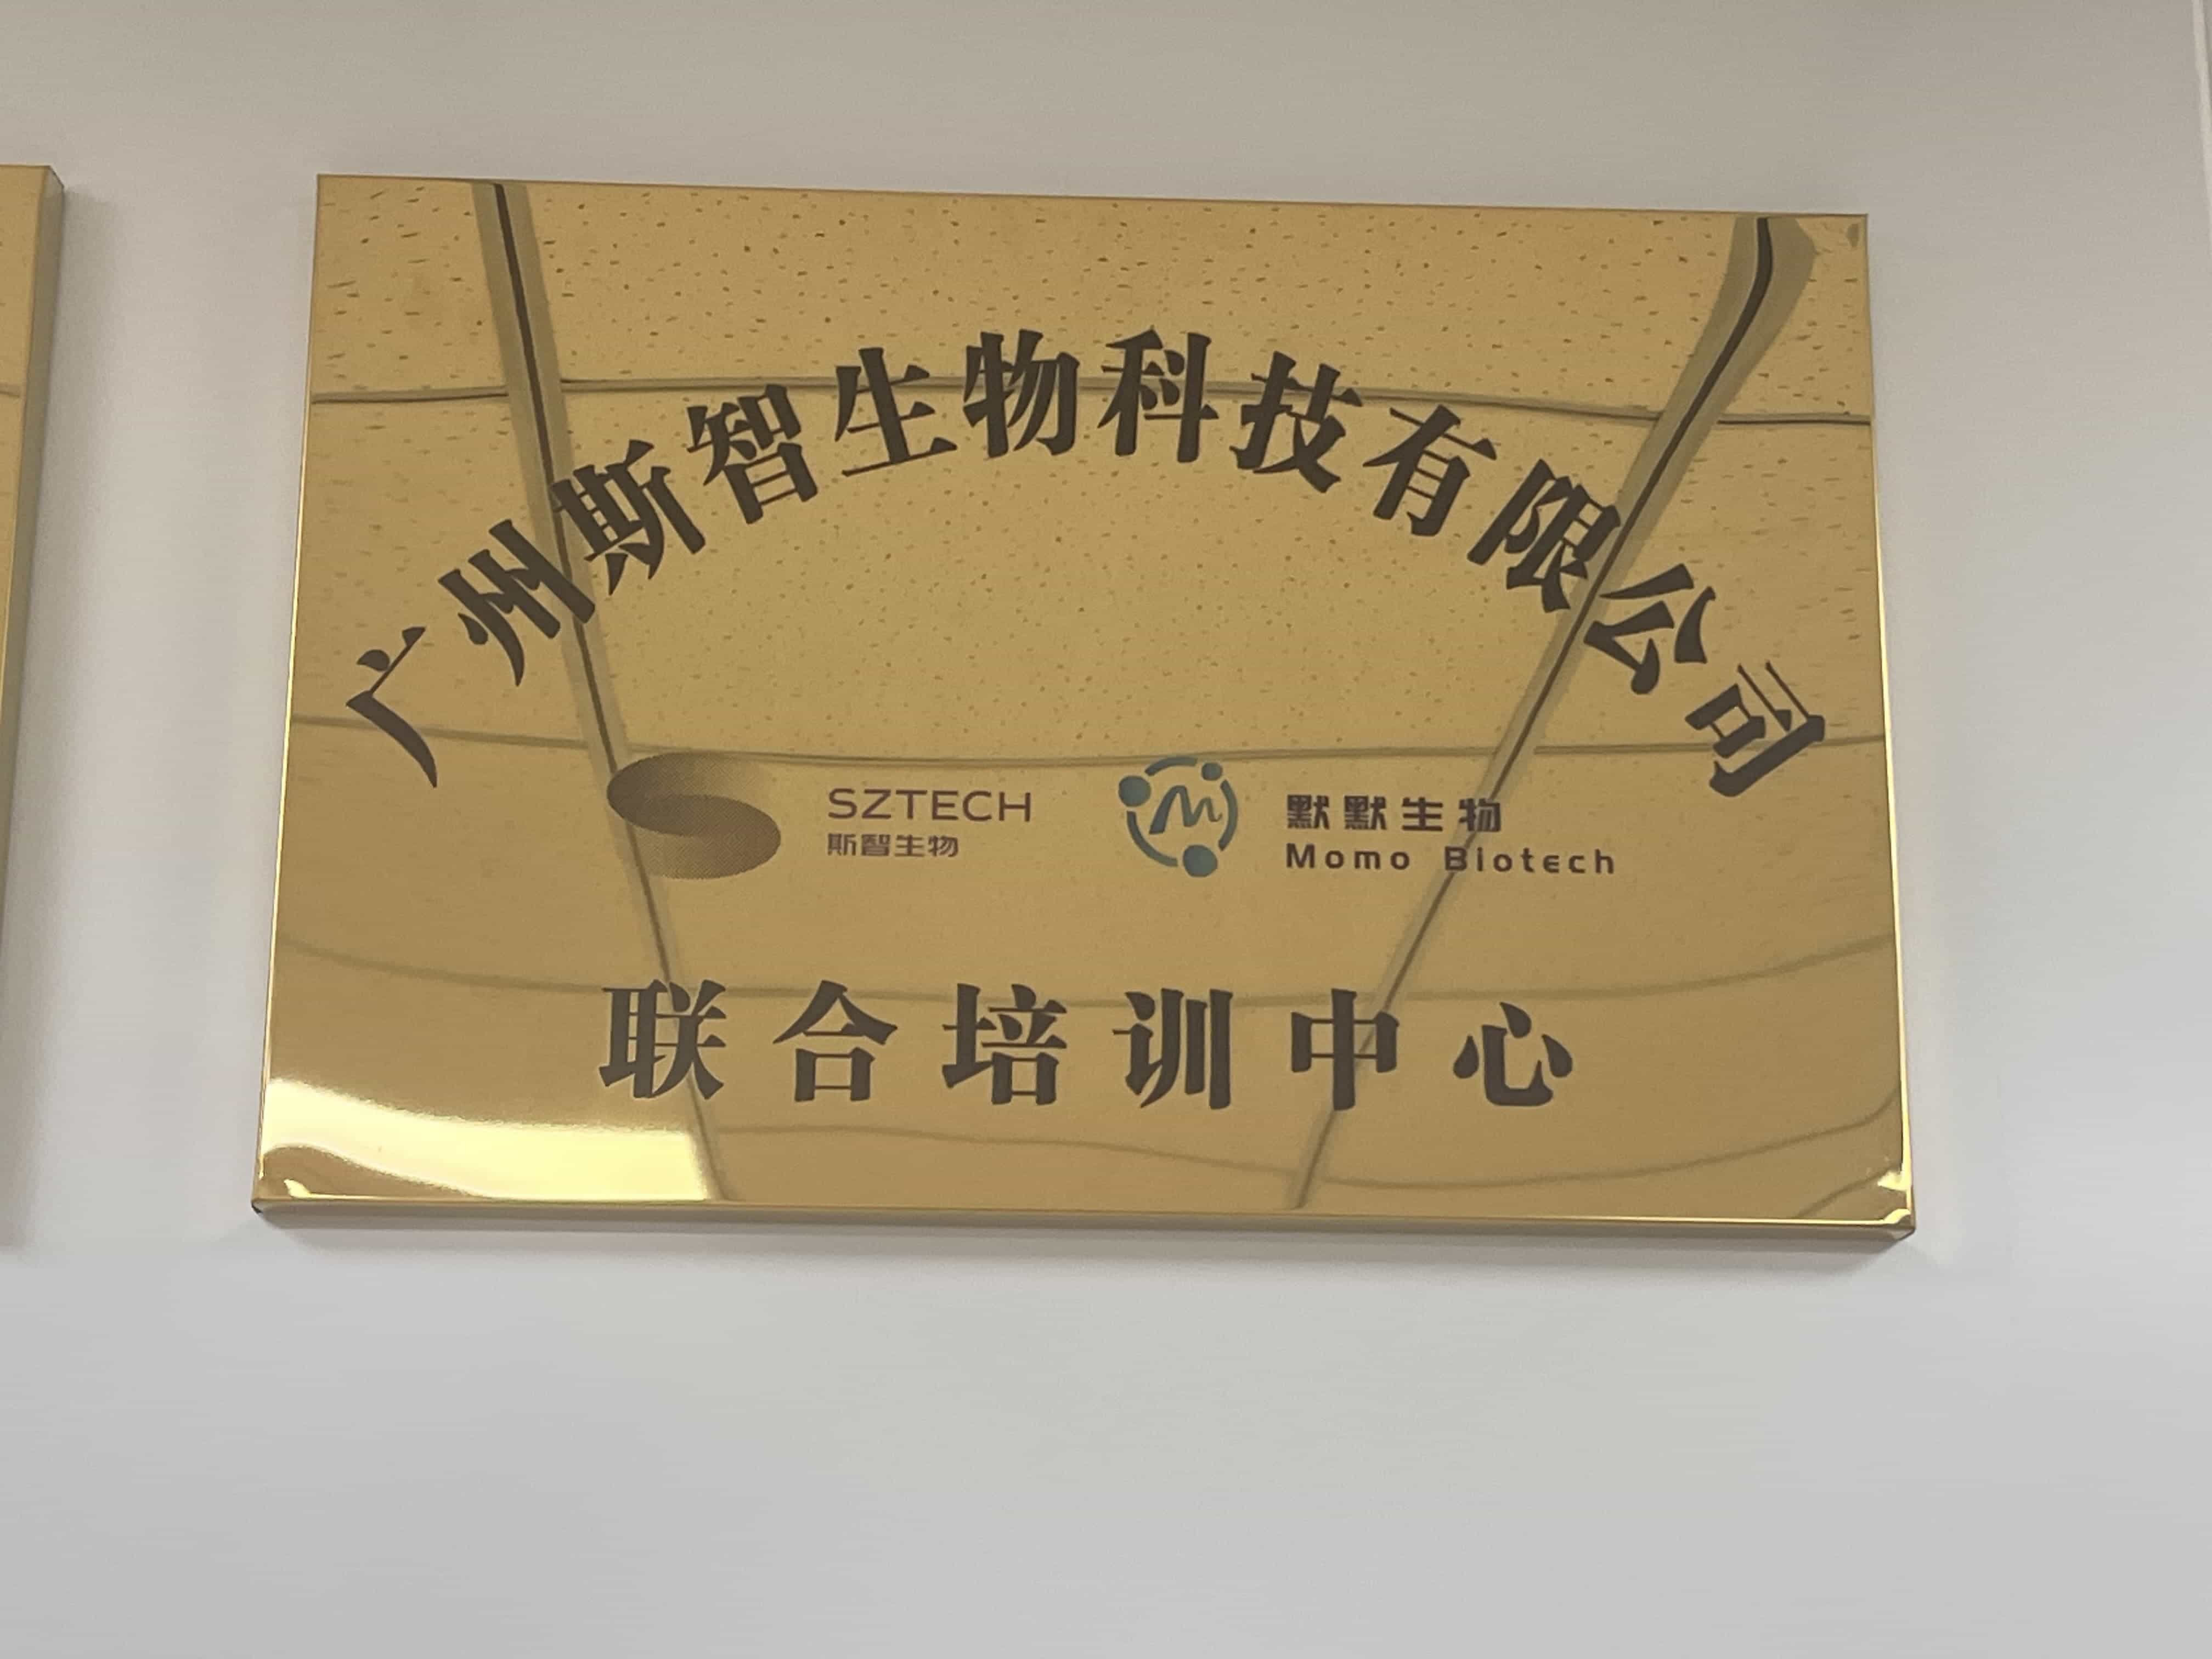 广州斯智生物科技有限公司
SZTECH
斯智生物
默默生物
Momo Biotech
联合培训中心